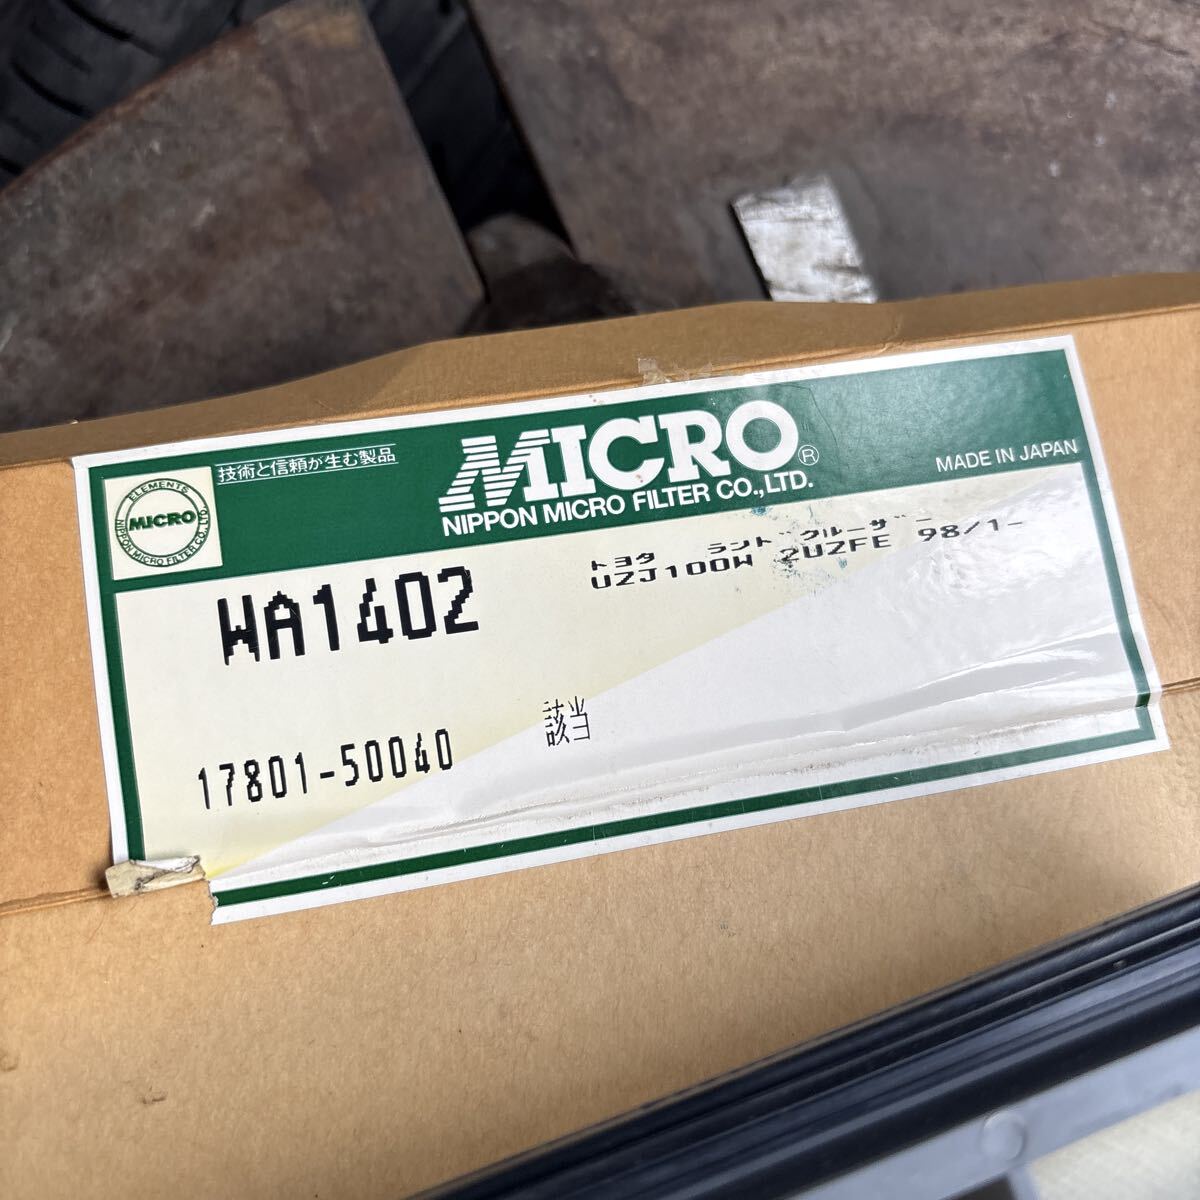 技術と信頼が生む製品
MICRO®
NIPPON MICRO FILTER CO.,LTD.
MADE IN JAPAN
ELEMENTS
MICRO
NIPPON MICRO FILTER CO., LTD.
WA1402
トヨタ ランドクルーザー
UZJ100W 2UZFE 98/1-
17801-50040
該当